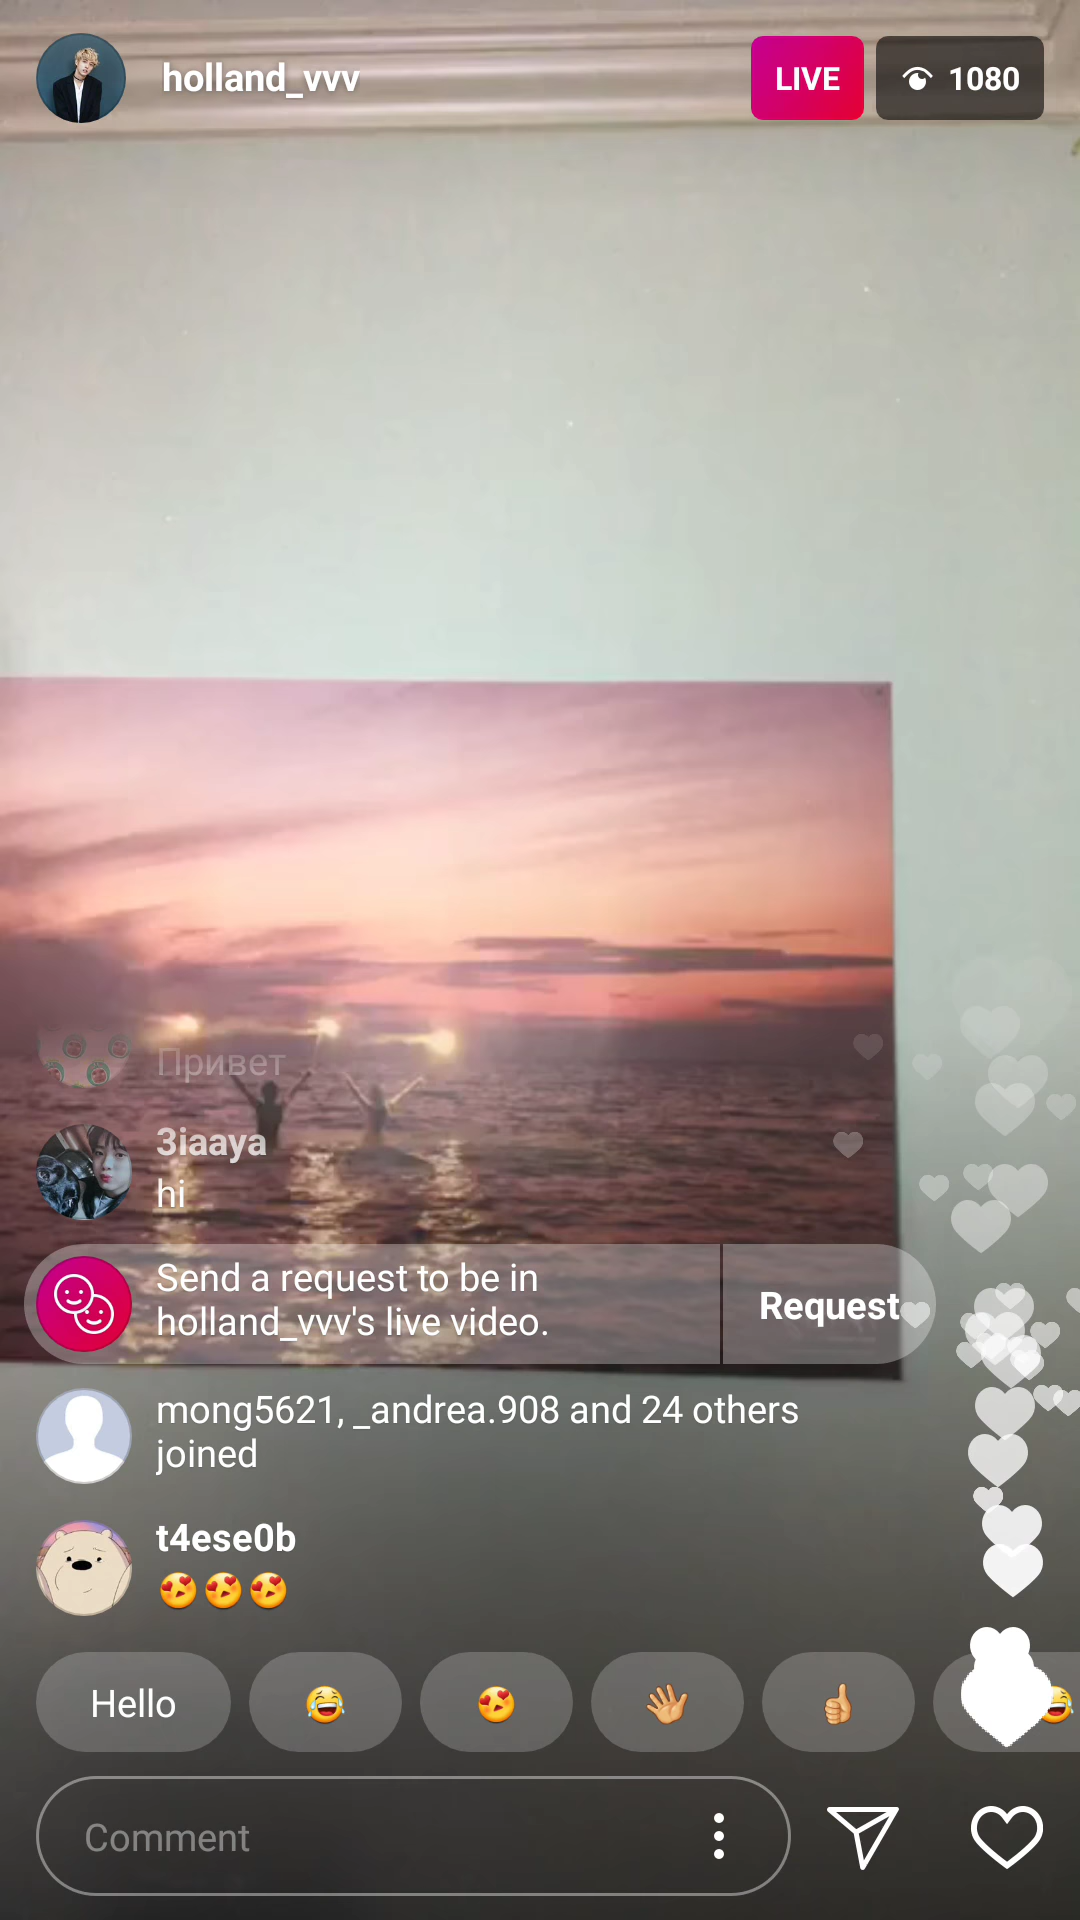 holland_vvv
LIVE
1080
Привет
3iaaya
hi
Send a request to be in
holland_vvv's live video.
Request
mong5621, _andrea.908 and 24 others
joined
t4ese0b
😍😍😍
Hello 😂 😍 👋🏼 👍🏼 😂
Comment